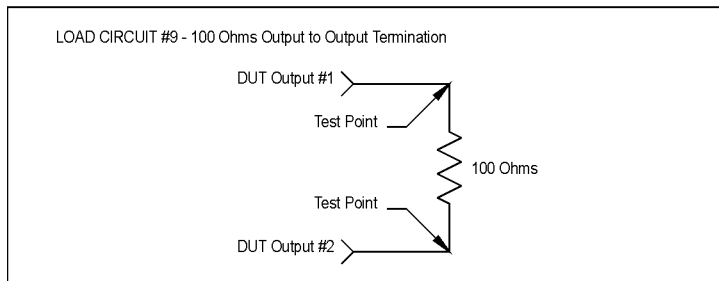 LOAD CIRCUIT #9 - 100 Ohms Output to Output Termination
DUT Output #1
Test Point
100 Ohms
Test Point
DUT Output #2